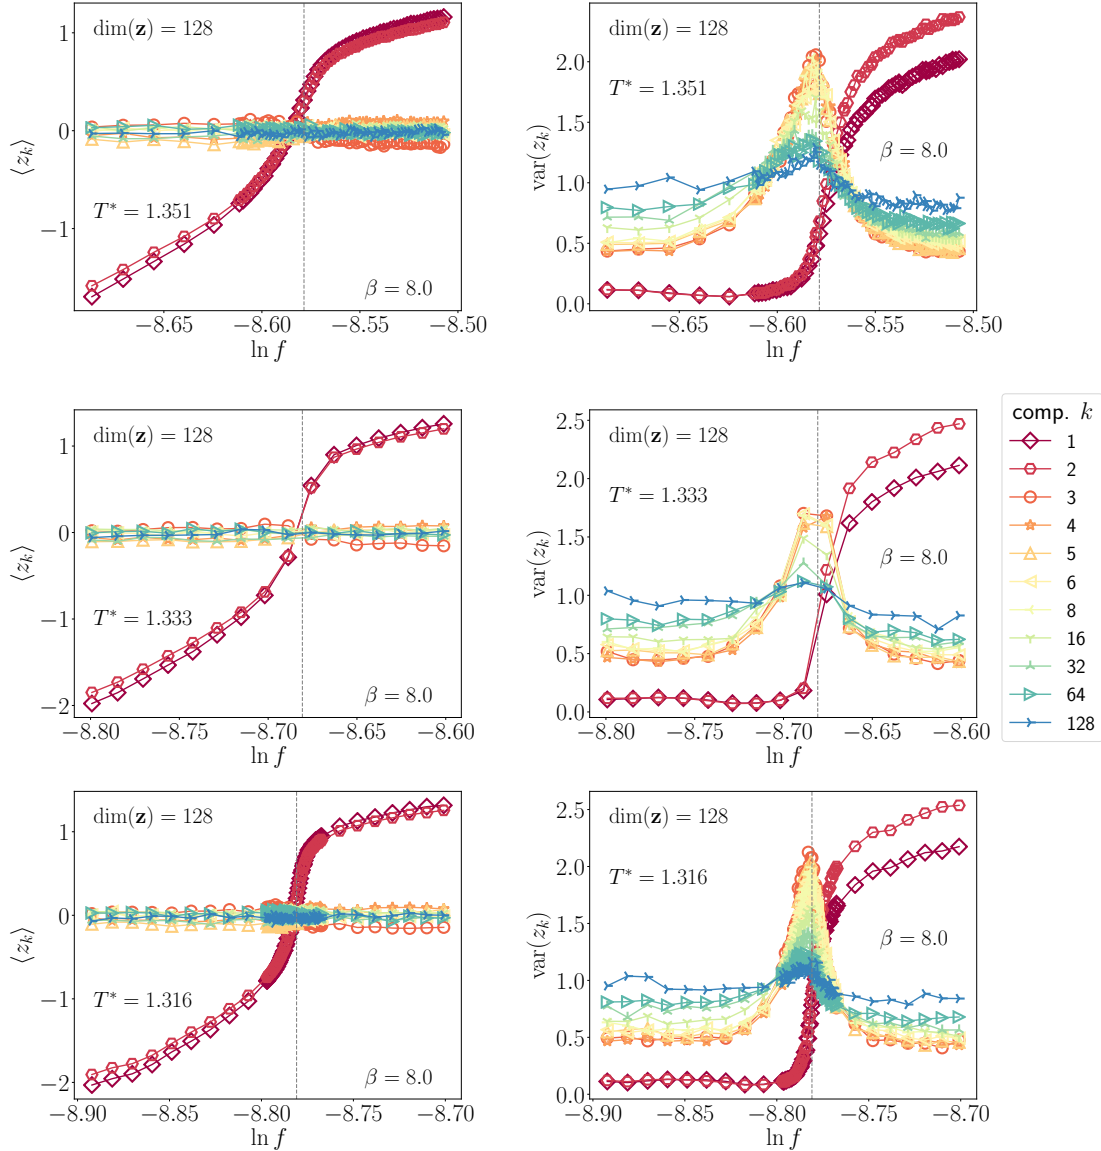 dim(z) = 128
T* = 1.351
β = 8.0
⟨z_k⟩
1
0
−1
−8.65
−8.60
−8.55
−8.50
ln f
dim(z) = 128
T* = 1.351
β = 8.0
var(z_k)
2.0
1.5
1.0
0.5
0.0
−8.65
−8.60
−8.55
−8.50
ln f
dim(z) = 128
T* = 1.333
β = 8.0
⟨z_k⟩
1
0
−1
−2
−8.80
−8.75
−8.70
−8.65
−8.60
ln f
dim(z) = 128
T* = 1.333
β = 8.0
var(z_k)
2.5
2.0
1.5
1.0
0.5
0.0
−8.80
−8.75
−8.70
−8.65
−8.60
ln f
comp. k
1
2
3
4
5
6
8
16
32
64
128
dim(z) = 128
T* = 1.316
β = 8.0
⟨z_k⟩
1
0
−1
−2
−8.90
−8.85
−8.80
−8.75
−8.70
ln f
dim(z) = 128
T* = 1.316
β = 8.0
var(z_k)
2.5
2.0
1.5
1.0
0.5
0.0
−8.90
−8.85
−8.80
−8.75
−8.70
ln f